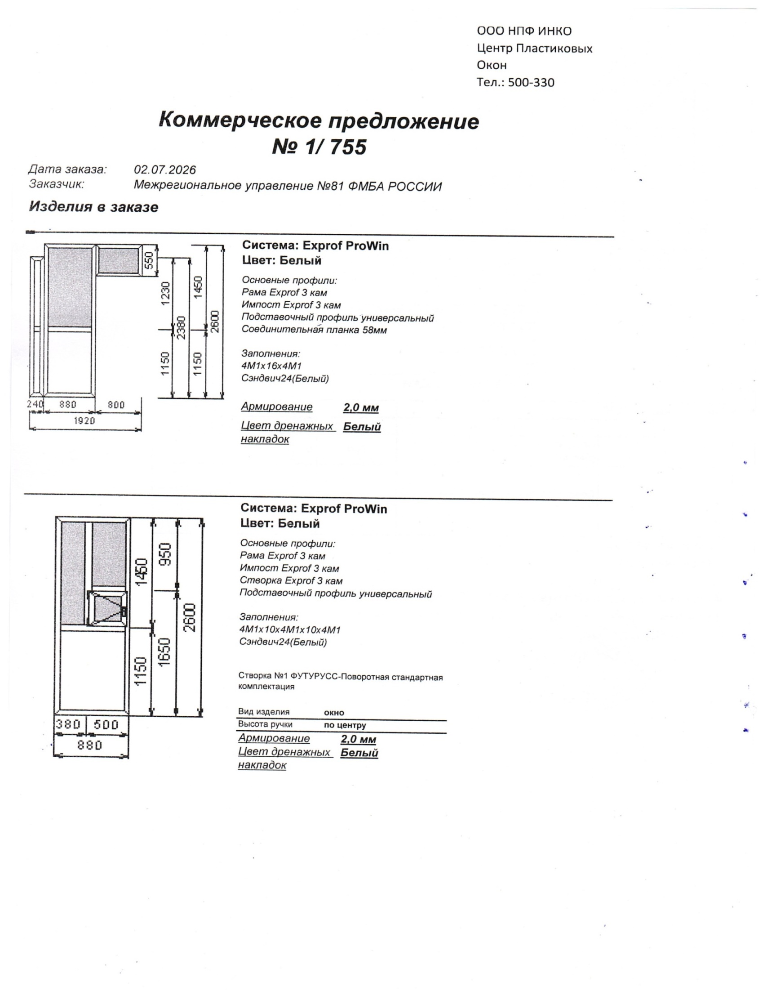 ООО НПФ ИНКО
Центр Пластиковых
Окон
Тел.: 500-330
Коммерческое предложение
№ 1/ 755
Дата заказа: 02.07.2026
Заказчик: Межрегиональное управление №81 ФМБА РОССИИ
Изделия в заказе
Система: Exprof ProWin
Цвет: Белый
Основные профили:
Рама Exprof 3 кам
Импост Exprof 3 кам
Подставочный профиль универсальный
Соединительная планка 58мм
Заполнения:
4М1х16х4М1
Сэндвич24(Белый)
Армирование 2,0 мм
Цвет дренажных Белый
накладок
550
1230
1450
2380
2600
1150
1150
240 880 800
1920
Система: Exprof ProWin
Цвет: Белый
Основные профили:
Рама Exprof 3 кам
Импост Exprof 3 кам
Створка Exprof 3 кам
Подставочный профиль универсальный
Заполнения:
4М1х10х4М1х10х4М1
Сэндвич24(Белый)
Створка №1 ФУТУРУСС-Поворотная стандартная
комплектация
Вид изделия окно
Высота ручки по центру
Армирование 2,0 мм
Цвет дренажных Белый
накладок
950
1450
2600
1650
1150
380 500
880